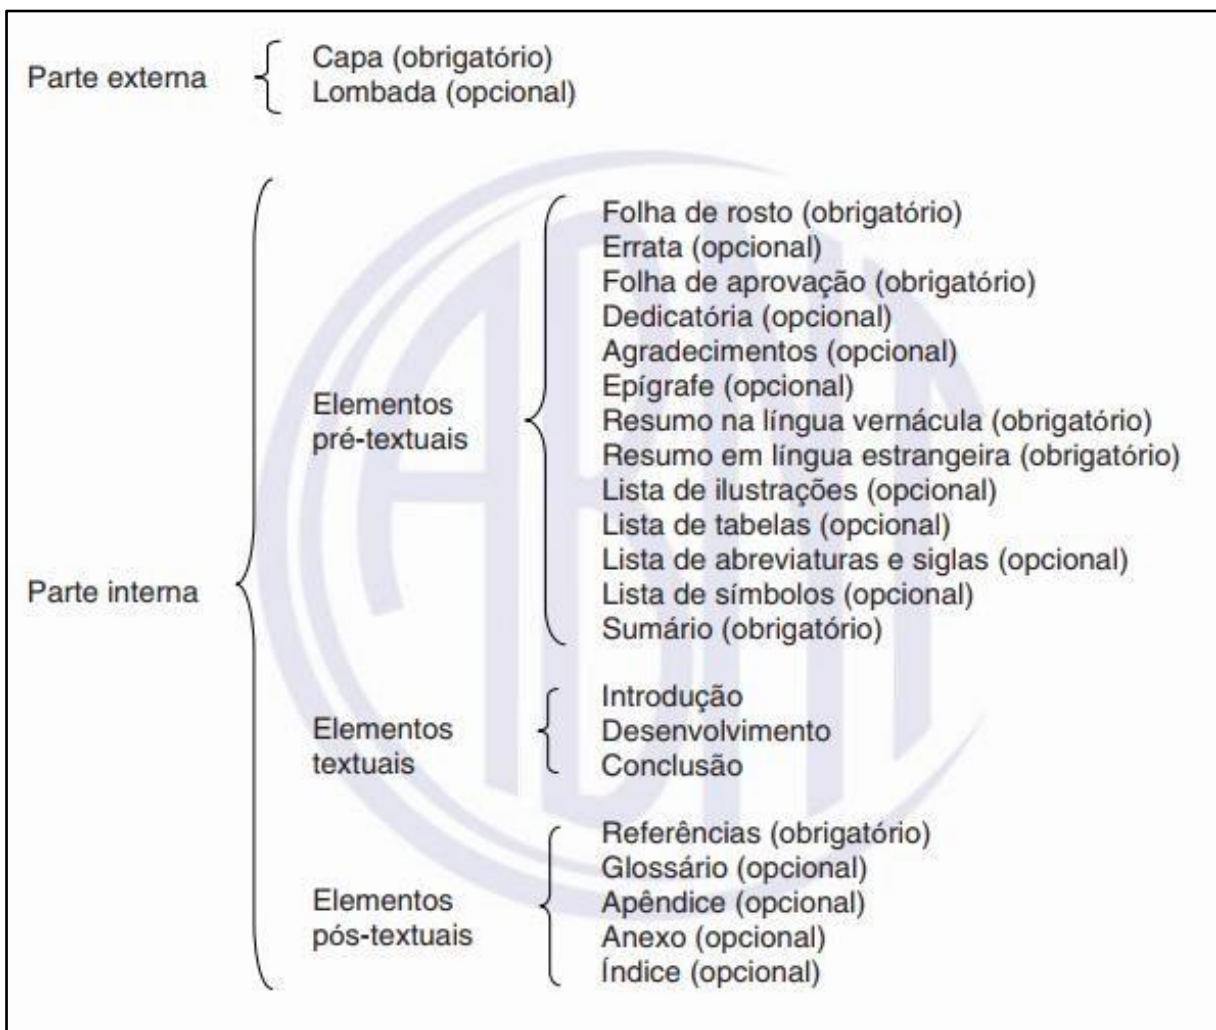 Parte externa
Capa (obrigatório)
Lombada (opcional)
Parte interna
Elementos
pré-textuais
Folha de rosto (obrigatório)
Errata (opcional)
Folha de aprovação (obrigatório)
Dedicatória (opcional)
Agradecimentos (opcional)
Epígrafe (opcional)
Resumo na língua vernácula (obrigatório)
Resumo em língua estrangeira (obrigatório)
Lista de ilustrações (opcional)
Lista de tabelas (opcional)
Lista de abreviaturas e siglas (opcional)
Lista de símbolos (opcional)
Sumário (obrigatório)
Elementos
textuais
Introdução
Desenvolvimento
Conclusão
Elementos
pós-textuais
Referências (obrigatório)
Glossário (opcional)
Apêndice (opcional)
Anexo (opcional)
Índice (opcional)
ABNT